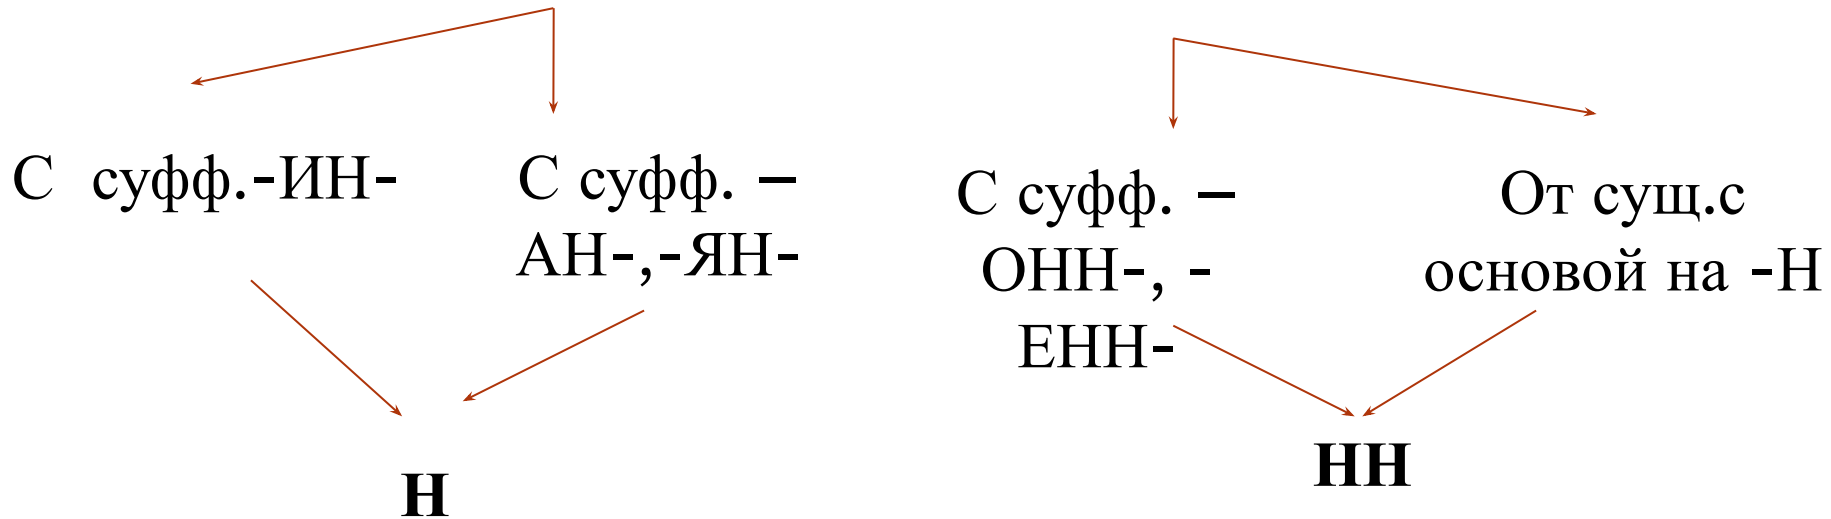 С суфф.-ИН-
С суфф. –
АН-,-ЯН-
Н
С суфф. –
ОНН-, -
ЕНН-
От сущ.с
основой на -Н
НН